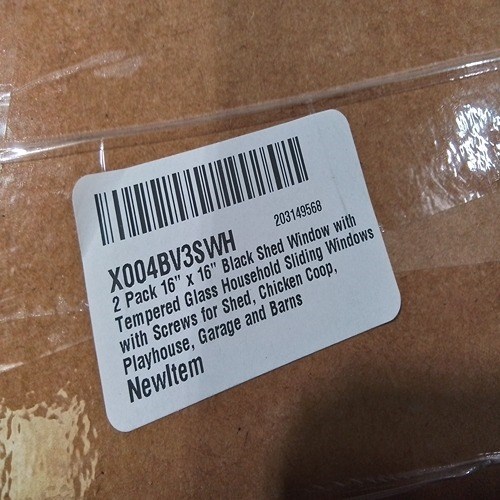 203149568
X004BV3SWH
2 Pack 16" x 16" Black Shed Window with
Tempered Glass Household Sliding Windows
with Screws for Shed, Chicken Coop,
Playhouse, Garage and Barns
NewItem